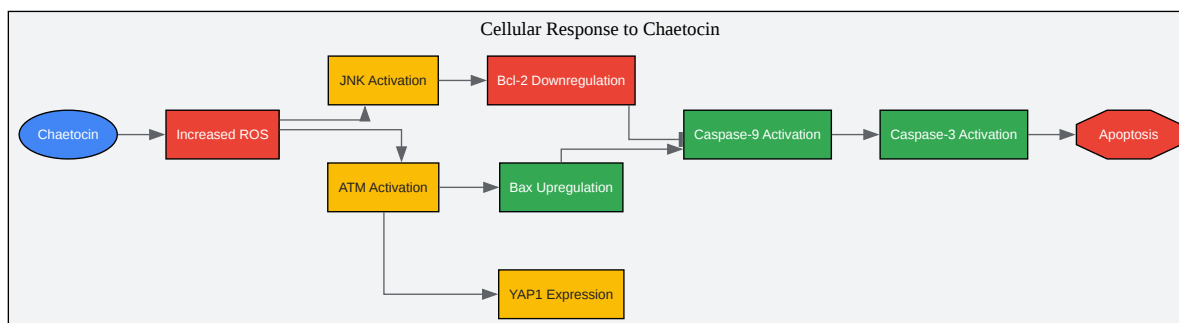 Cellular Response to Chaetocin
JNK Activation
Bcl-2 Downregulation
Chaetocin
Increased ROS
Caspase-9 Activation
Caspase-3 Activation
Apoptosis
ATM Activation
Bax Upregulation
YAP1 Expression